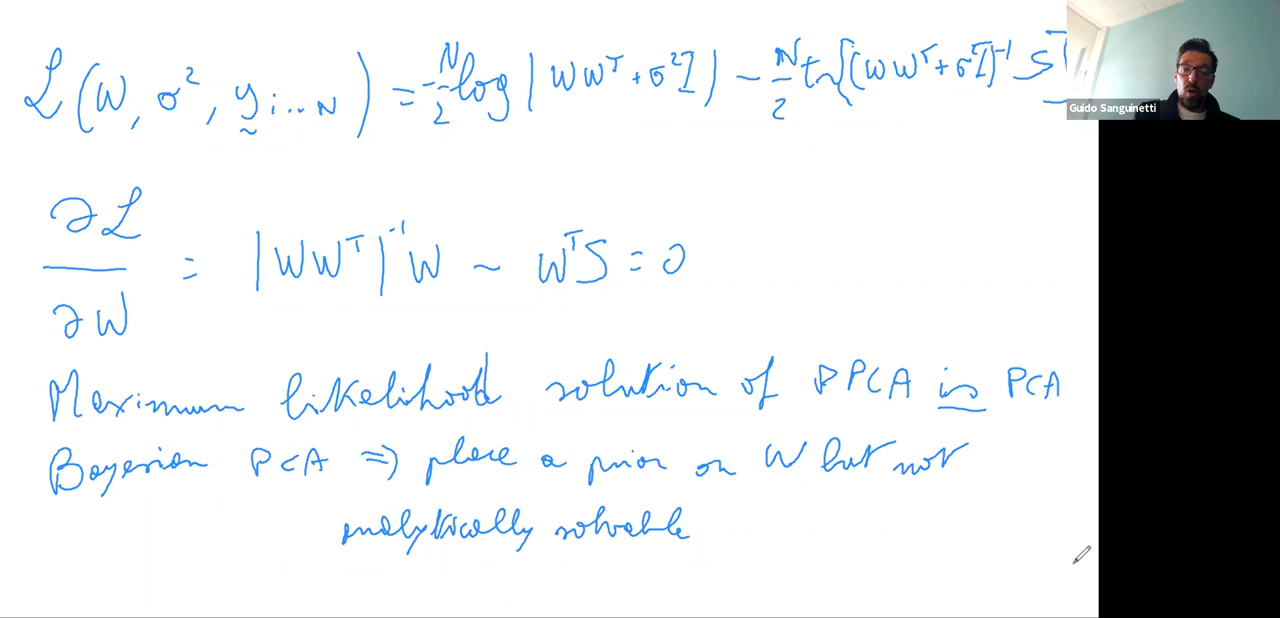 ℒ(W, σ², y_{i...N}) = -N/2 log|WWᵀ + σ²I| - N/2 tr[(WWᵀ + σ²I)⁻¹ S]
Guido Sanguinetti
∂ℒ/∂W = |WWᵀ|⁻¹W - WᵀS = 0
Maximum likelihood solution of PPCA is PCA
Bayesian PCA ⇒ place a prior on W but not
analytically solvable